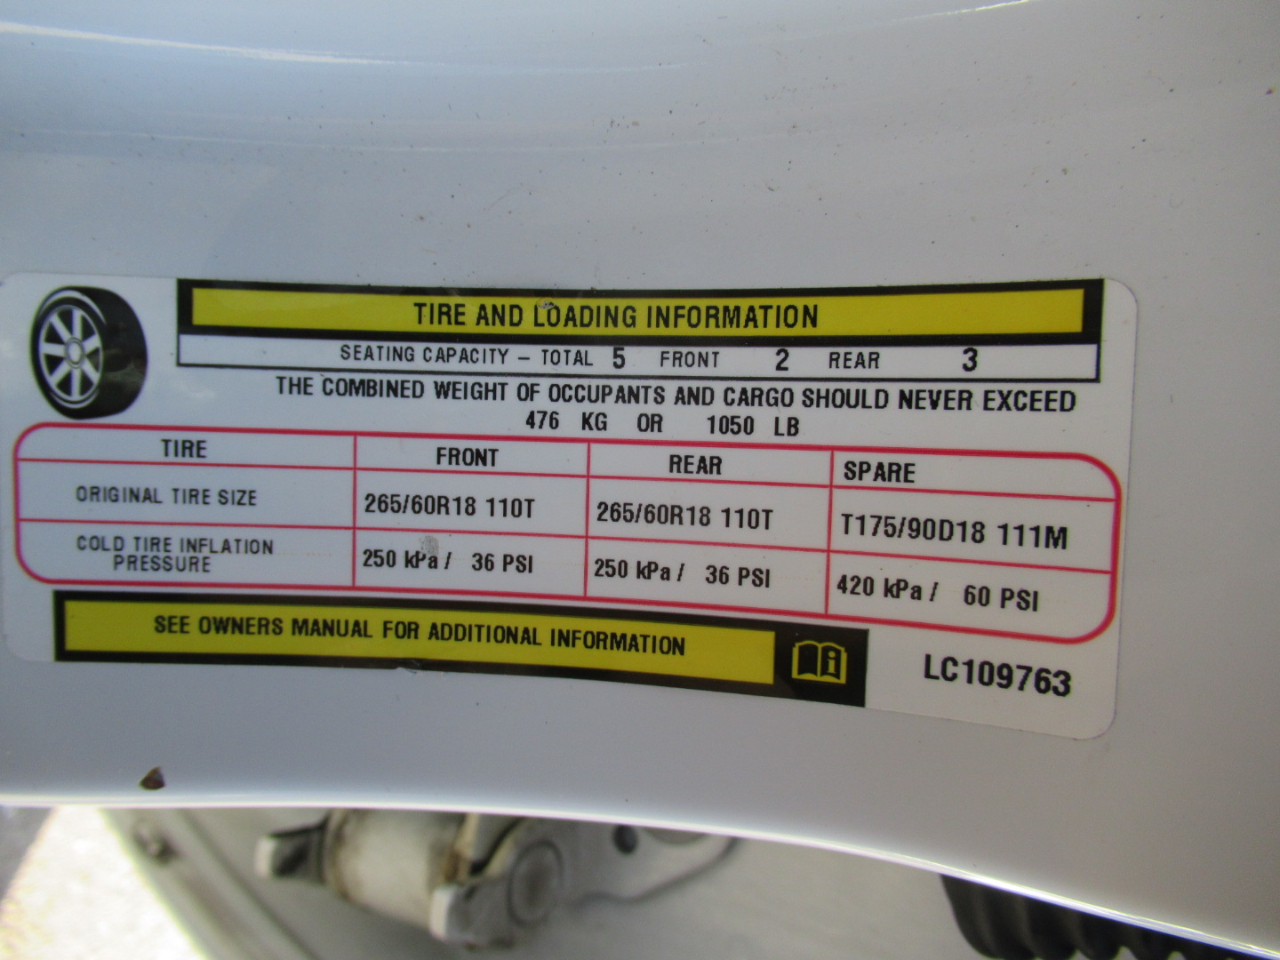 TIRE AND LOADING INFORMATION
SEATING CAPACITY – TOTAL 5 FRONT 2 REAR 3
THE COMBINED WEIGHT OF OCCUPANTS AND CARGO SHOULD NEVER EXCEED
476 KG OR 1050 LB
TIRE FRONT REAR SPARE
ORIGINAL TIRE SIZE 265/60R18 110T 265/60R18 110T T175/90D18 111M
COLD TIRE INFLATION
PRESSURE 250 kPa / 36 PSI 250 kPa / 36 PSI 420 kPa / 60 PSI
SEE OWNERS MANUAL FOR ADDITIONAL INFORMATION
LC109763